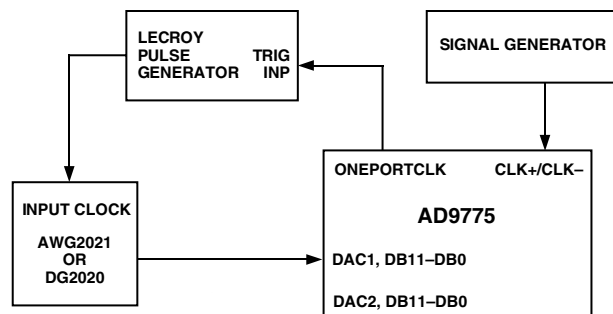 LECROY
PULSE
GENERATOR
TRIG
INP
SIGNAL GENERATOR
INPUT CLOCK
AWG2021
OR
DG2020
ONEPORTCLK
CLK+/CLK–
AD9775
DAC1, DB11–DB0
DAC2, DB11–DB0